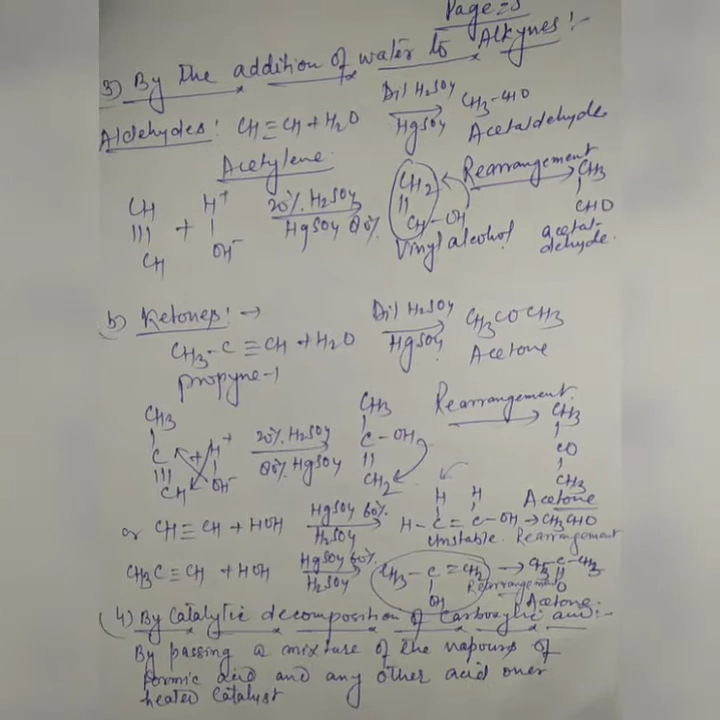 Page=5
3) By The addition of water to Alkynes!-
Aldehydes: CH≡CH+H2O Dil H2SO4 HgSO4 CH3-CHO
Acetylene Acetaldehyde
CH ||| CH + H+ | OH- 20% H2SO4 HgSO4 CH2 || CH-OH Rearrangement CH3 | CHO
Vinyl alcohol acetal-
dehyde.
b) Ketones!→
CH3-C≡CH+H2O Dil H2SO4 HgSO4 CH3COCH3
propyne-1 Acetone
CH3 | C ||| CH + H+ | OH- 20% H2SO4 HgSO4 CH3 | C-OH || CH2 Rearrangement CH3 | CO | CH3
Acetone
or CH≡CH + HOH HgSO4 60% H2SO4 H H H-C=C-OH → CH3CHO
Unstable. Rearrangement
CH3C≡CH + HOH HgSO4 60% H2SO4 CH3-C=CH2 | OH → CH3-C-CH3 || O
Rearrangement Acetone.
(4) By Catalytic decomposition of Carboxylic acid:-
By passing a mixture of the vapours of
formic acid and any other acid over
heated catalyst